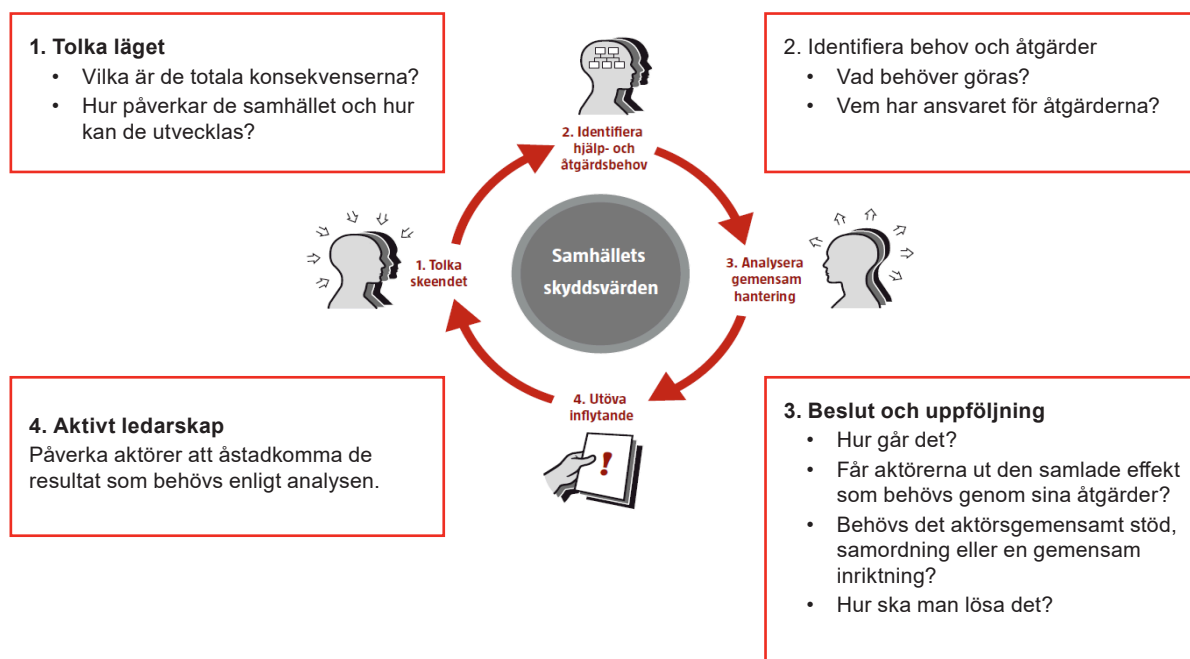 1. Tolka läget
• Vilka är de totala konsekvenserna?
• Hur påverkar de samhället och hur
kan de utvecklas?
2. Identifiera behov och åtgärder
• Vad behöver göras?
• Vem har ansvaret för åtgärderna?
2. Identifiera
hjälp- och
åtgärdsbehov
1. Tolka
skeendet
Samhällets
skyddsvärden
3. Analysera
gemensam
hantering
4. Utöva
inflytande
!
4. Aktivt ledarskap
Påverka aktörer att åstadkomma de
resultat som behövs enligt analysen.
3. Beslut och uppföljning
• Hur går det?
• Får aktörerna ut den samlade effekt
som behövs genom sina åtgärder?
• Behövs det aktörsgemensamt stöd,
samordning eller en gemensam
inriktning?
• Hur ska man lösa det?